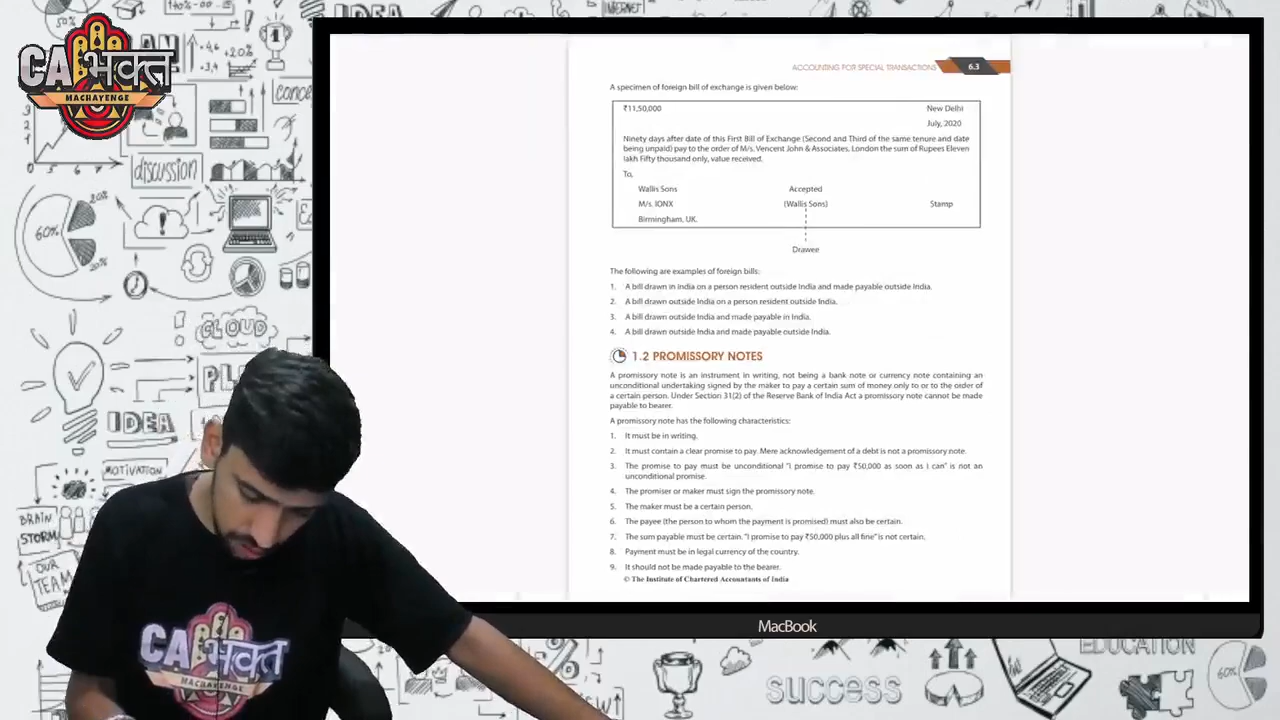 CA भक्त
MACHAYENGE
IDEA
INTERNET
50%
+4,6
+20%
discussion
20%
60%
20%
CLOUD
IDEA
MOTIVATION
BRAIN
STORM
TEAM
ACCOUNTING FOR SPECIAL TRANSACTIONS 6.3
A specimen of foreign bill of exchange is given below:
₹11,50,000 New Delhi
July, 2020
Ninety days after date of this First Bill of Exchange (Second and Third of the same tenure and date
being unpaid) pay to the order of M/s. Vencent John & Associates, London the sum of Rupees Eleven
lakh Fifty thousand only, value received.
To,
Wallis Sons Accepted
M/s. IONX (Wallis Sons) Stamp
Birmingham, UK.
Drawee
The following are examples of foreign bills:
1. A bill drawn in India on a person resident outside India and made payable outside India.
2. A bill drawn outside India on a person resident outside India.
3. A bill drawn outside India and made payable in India.
4. A bill drawn outside India and made payable outside India.
1.2 PROMISSORY NOTES
A promissory note is an instrument in writing, not being a bank note or currency note containing an
unconditional undertaking signed by the maker to pay a certain sum of money only to or to the order of
a certain person. Under Section 31(2) of the Reserve Bank of India Act a promissory note cannot be made
payable to bearer.
A promissory note has the following characteristics:
1. It must be in writing.
2. It must contain a clear promise to pay. Mere acknowledgement of a debt is not a promissory note.
3. The promise to pay must be unconditional "I promise to pay ₹50,000 as soon as I can" is not an
unconditional promise.
4. The promiser or maker must sign the promissory note.
5. The maker must be a certain person.
6. The payee (the person to whom the payment is promised) must also be certain.
7. The sum payable must be certain. "I promise to pay ₹50,000 plus all fine" is not certain.
8. Payment must be in legal currency of the country.
9. It should not be made payable to the bearer.
© The Institute of Chartered Accountants of India
MacBook
CA भक्त
MACHAYENGE
%
success
EDUCATION
60%